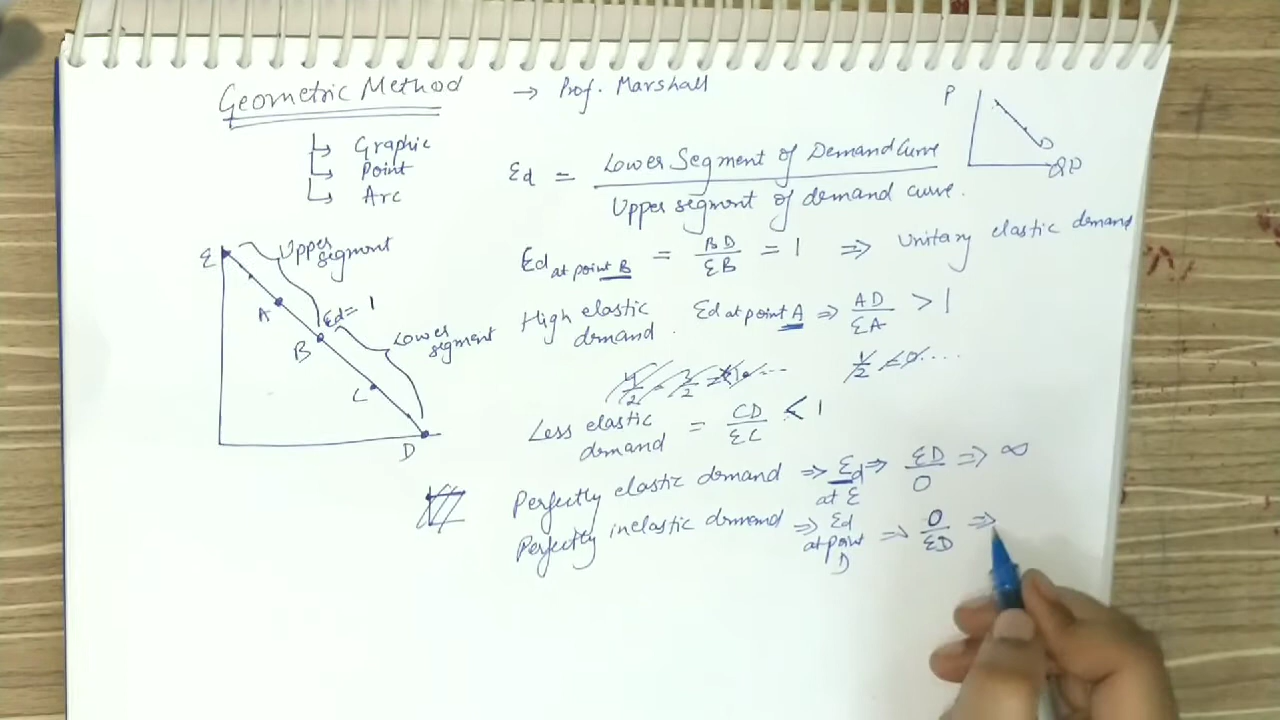 Geometric Method → Prof. Marshall
↳ Graphic
↳ Point
↳ Arc
P
D
QD
Ed = Lower Segment of Demand Curve / Upper segment of demand curve.
E
Upper segment
A
Ed = 1
B
Lower segment
C
D
Ed at point B = BD/EB = 1 ⇒ Unitary elastic demand
High elastic demand. Ed at point A ⇒ AD/EA > 1
Less elastic demand = CD/EC < 1
Perfectly elastic demand ⇒ Ed at E ⇒ ED/0 ⇒ ∞
Perfectly inelastic demand ⇒ Ed at point D ⇒ 0/ED ⇒